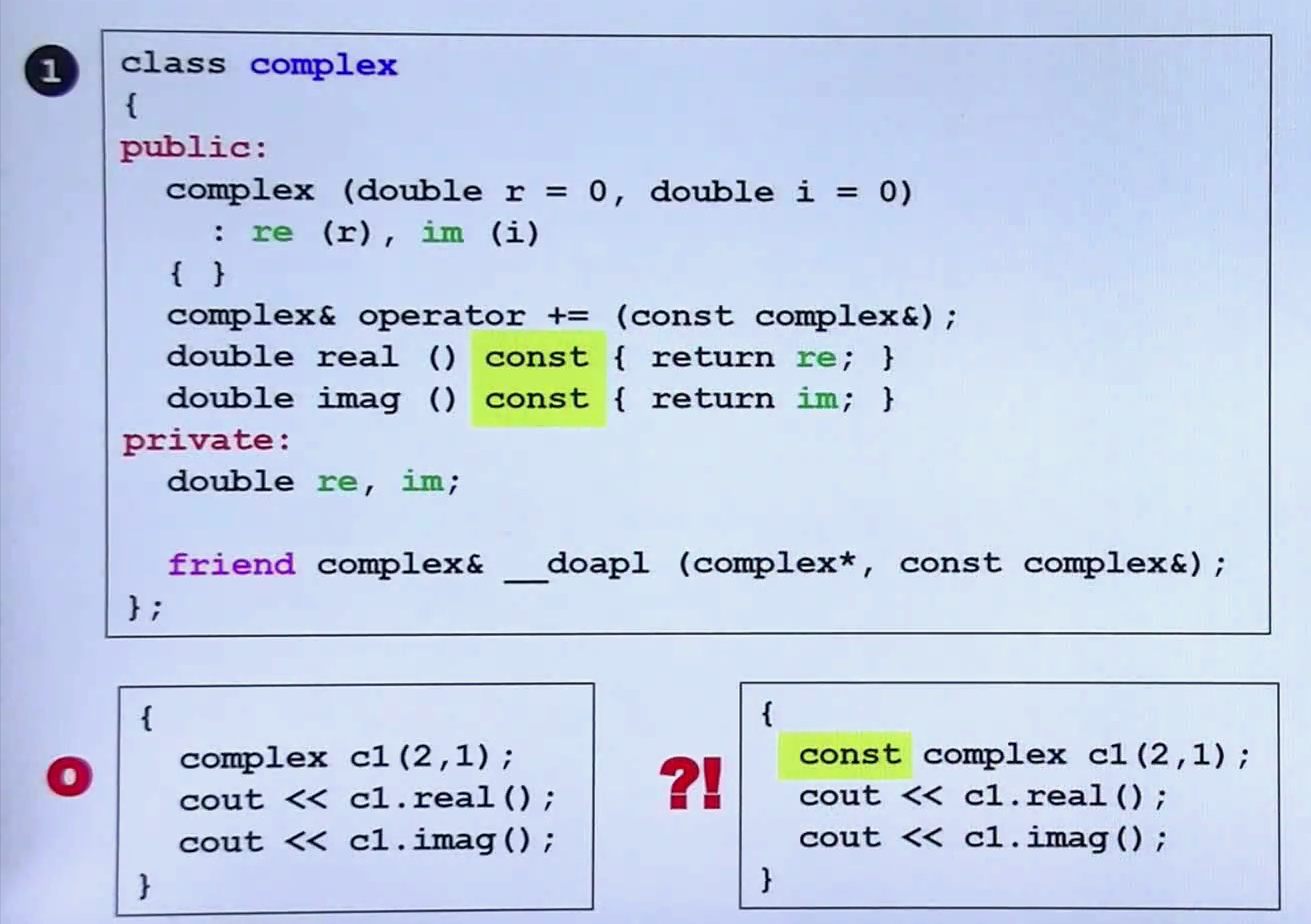 1
class complex
{
public:
complex (double r = 0, double i = 0)
: re (r), im (i)
{ }
complex& operator += (const complex&);
double real () const { return re; }
double imag () const { return im; }
private:
double re, im;
friend complex& __doapl (complex*, const complex&);
};
{
complex c1(2,1);
cout << c1.real();
cout << c1.imag();
}
O
?!
{
const complex c1(2,1);
cout << c1.real();
cout << c1.imag();
}